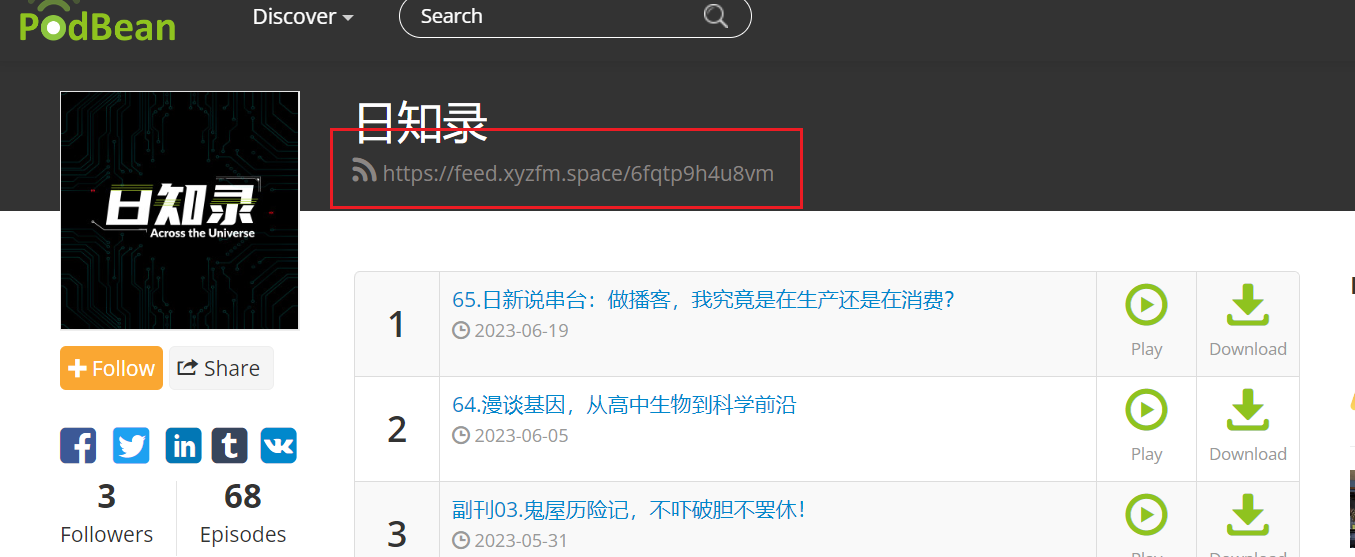 PodBean
Discover
Search
日知录
https://feed.xyzfm.space/6fqtp9h4u8vm
日知录
Across the Universe
Follow
Share
3
Followers
68
Episodes
1
65.日新说串台：做播客，我究竟是在生产还是在消费？
2023-06-19
Play
Download
2
64.漫谈基因，从高中生物到科学前沿
2023-06-05
Play
Download
3
副刊03.鬼屋历险记，不吓破胆不罢休！
2023-05-31
Play
Download